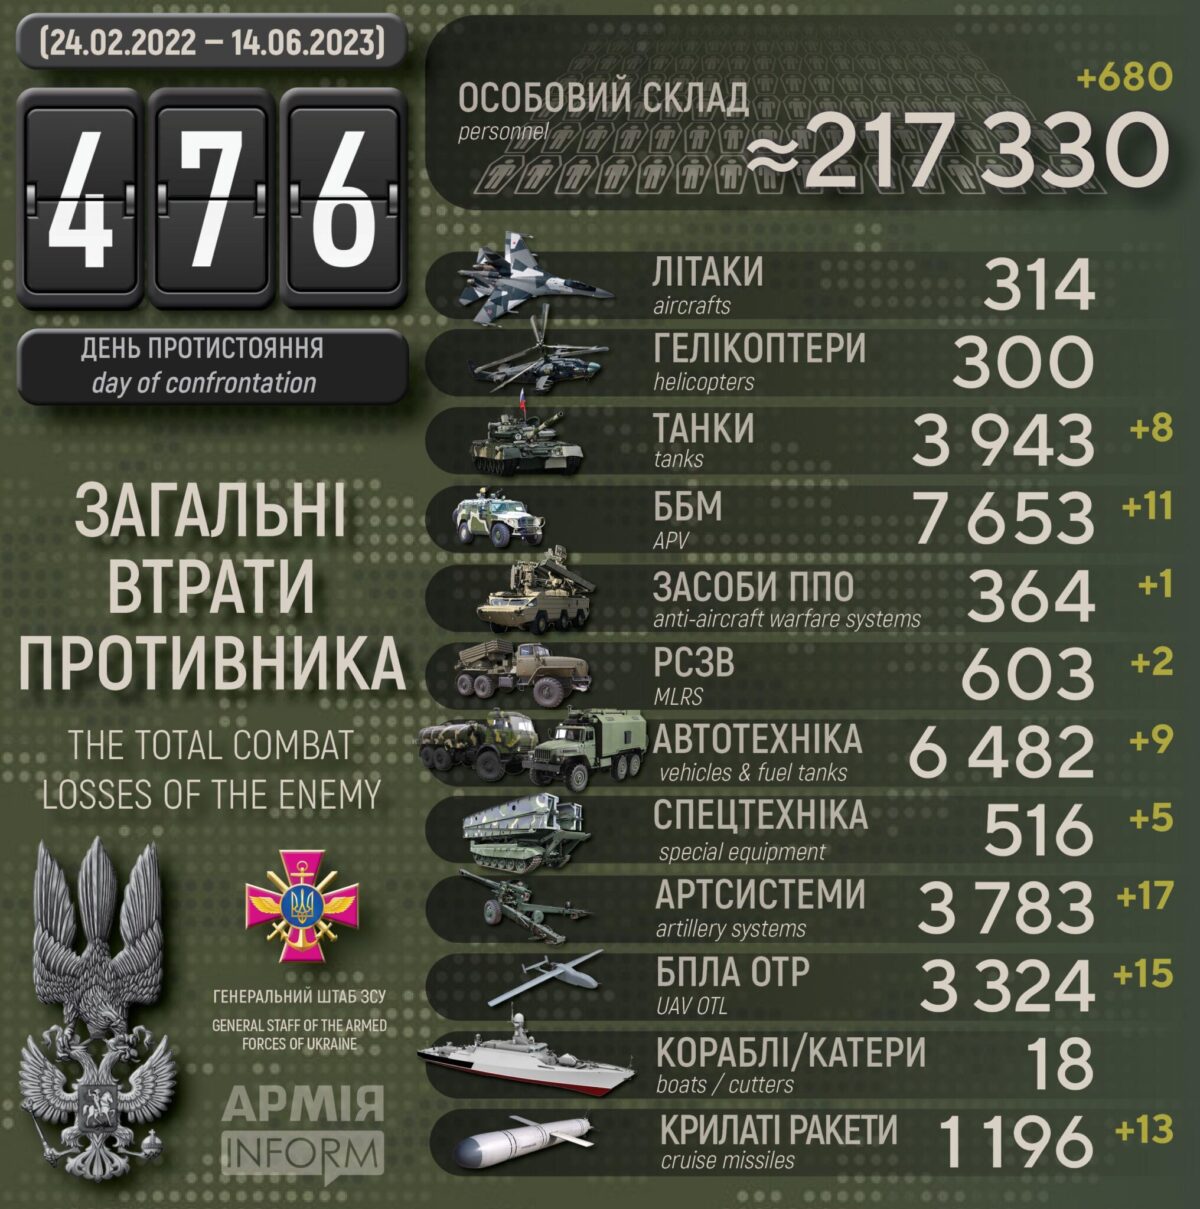 (24.02.2022 – 14.06.2023)
476
ДЕНЬ ПРОТИСТОЯННЯ
day of confrontation
ЗАГАЛЬНІ
ВТРАТИ
ПРОТИВНИКА
THE TOTAL COMBAT
LOSSES OF THE ENEMY
ГЕНЕРАЛЬНИЙ ШТАБ ЗСУ
GENERAL STAFF OF THE ARMED
FORCES OF UKRAINE
АРМІЯ
INFORM
ОСОБОВИЙ СКЛАД
personnel
+680
≈217 330
ЛІТАКИ
aircrafts
314
ГЕЛІКОПТЕРИ
helicopters
300
ТАНКИ
tanks
3 943
+8
ББМ
APV
7 653
+11
ЗАСОБИ ППО
anti-aircraft warfare systems
364
+1
РСЗВ
MLRS
603
+2
АВТОТЕХНІКА
vehicles & fuel tanks
6 482
+9
СПЕЦТЕХНІКА
special equipment
516
+5
АРТСИСТЕМИ
artillery systems
3 783
+17
БПЛА ОТР
UAV OTL
3 324
+15
КОРАБЛІ/КАТЕРИ
boats / cutters
18
КРИЛАТІ РАКЕТИ
cruise missiles
1 196
+13